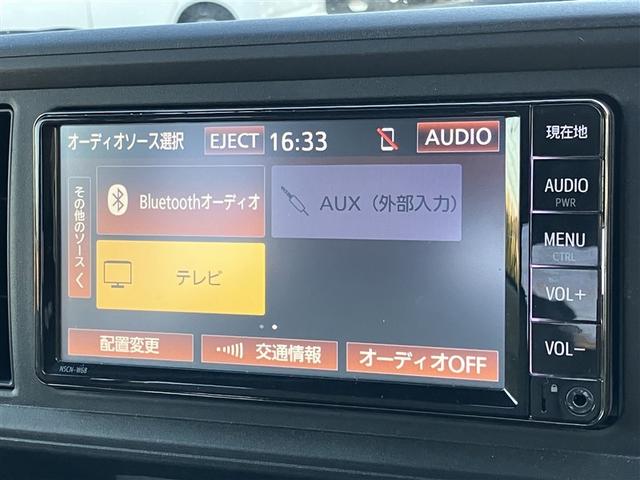 オーディオソース選択 EJECT 16:33 AUDIO
その他のソース
Bluetoothオーディオ
AUX (外部入力)
テレビ
配置変更 交通情報 オーディオOFF
NSCN-W68
現在地
AUDIO
PWR
MENU
CTRL
VOL+
VOL-